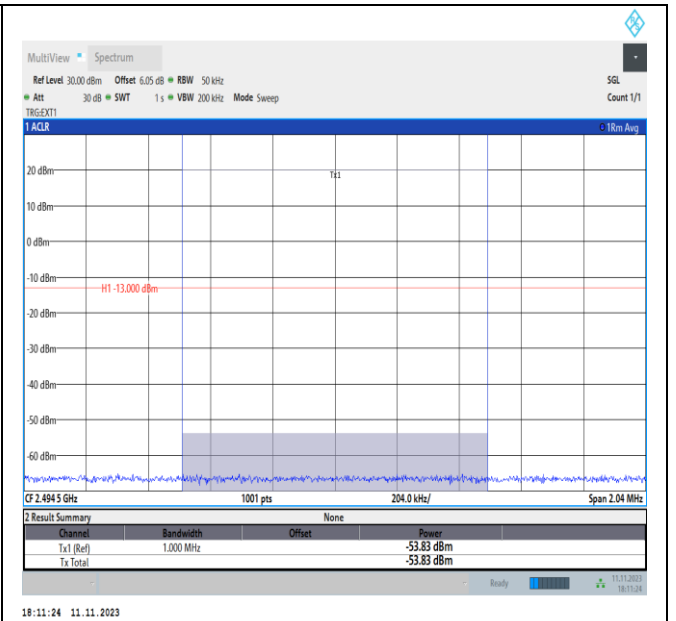 R&S
MultiView Spectrum
Ref Level 30.00 dBm Offset 6.05 dB RBW 50 kHz SGL
Att 30 dB SWT 1 s VBW 200 kHz Mode Sweep Count 1/1
TRG:EXT1
1 ACLR 1Rm Avg
Tx1
20 dBm
10 dBm
0 dBm
-10 dBm
H1 -13.000 dBm
-20 dBm
-30 dBm
-40 dBm
-50 dBm
-60 dBm
CF 2.494 5 GHz 1001 pts 204.0 kHz/ Span 2.04 MHz
2 Result Summary None
Channel Bandwidth Offset Power
Tx1 (Ref) 1.000 MHz -53.83 dBm
Tx Total -53.83 dBm
Ready 11.11.2023
18:11:24
18:11:24 11.11.2023